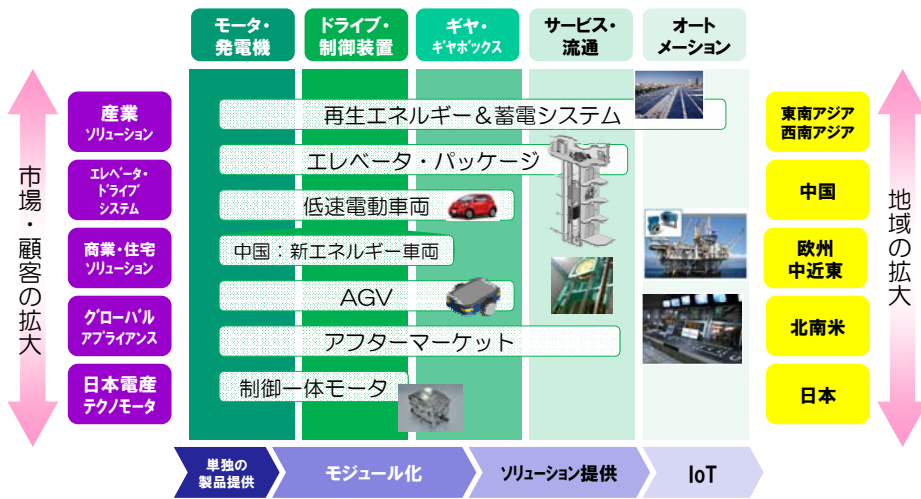 モータ・
発電機
ドライブ・
制御装置
ギヤ・
ギヤボックス
サービス・
流通
オート
メーション
市場・顧客の拡大
産業
ソリューション
エレベータ・
ドライブ
システム
商業・住宅
ソリューション
グローバル
アプライアンス
日本電産
テクノモータ
再生エネルギー＆蓄電システム
エレベータ・パッケージ
低速電動車両
中国：新エネルギー車両
AGV
アフターマーケット
制御一体モータ
東南アジア
西南アジア
中国
欧州
中近東
北南米
日本
地域の拡大
単独の
製品提供
モジュール化
ソリューション提供
IoT